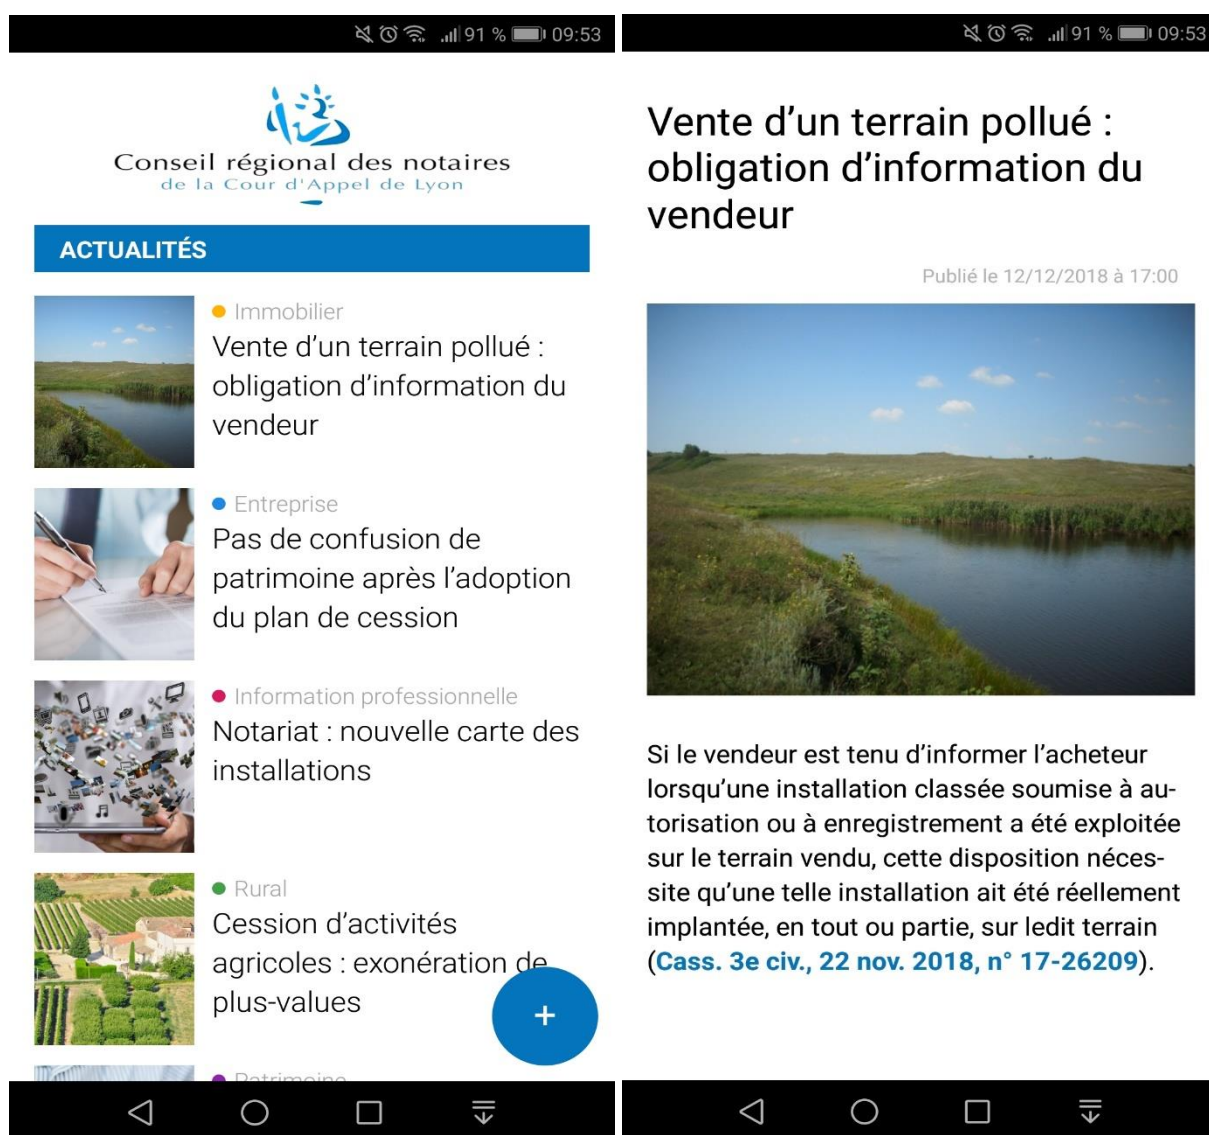 91 % 09:53
Conseil régional des notaires
de la Cour d'Appel de Lyon
ACTUALITÉS
Immobilier
Vente d’un terrain pollué :
obligation d’information du
vendeur
Entreprise
Pas de confusion de
patrimoine après l’adoption
du plan de cession
Information professionnelle
Notariat : nouvelle carte des
installations
Rural
Cession d’activités
agricoles : exonération de
plus-values
+
Patrimoine
91 % 09:53
Vente d’un terrain pollué :
obligation d’information du
vendeur
Publié le 12/12/2018 à 17:00
Si le vendeur est tenu d’informer l’acheteur
lorsqu’une installation classée soumise à au-
torisation ou à enregistrement a été exploitée
sur le terrain vendu, cette disposition néces-
site qu’une telle installation ait été réellement
implantée, en tout ou partie, sur ledit terrain
(Cass. 3e civ., 22 nov. 2018, n° 17-26209).